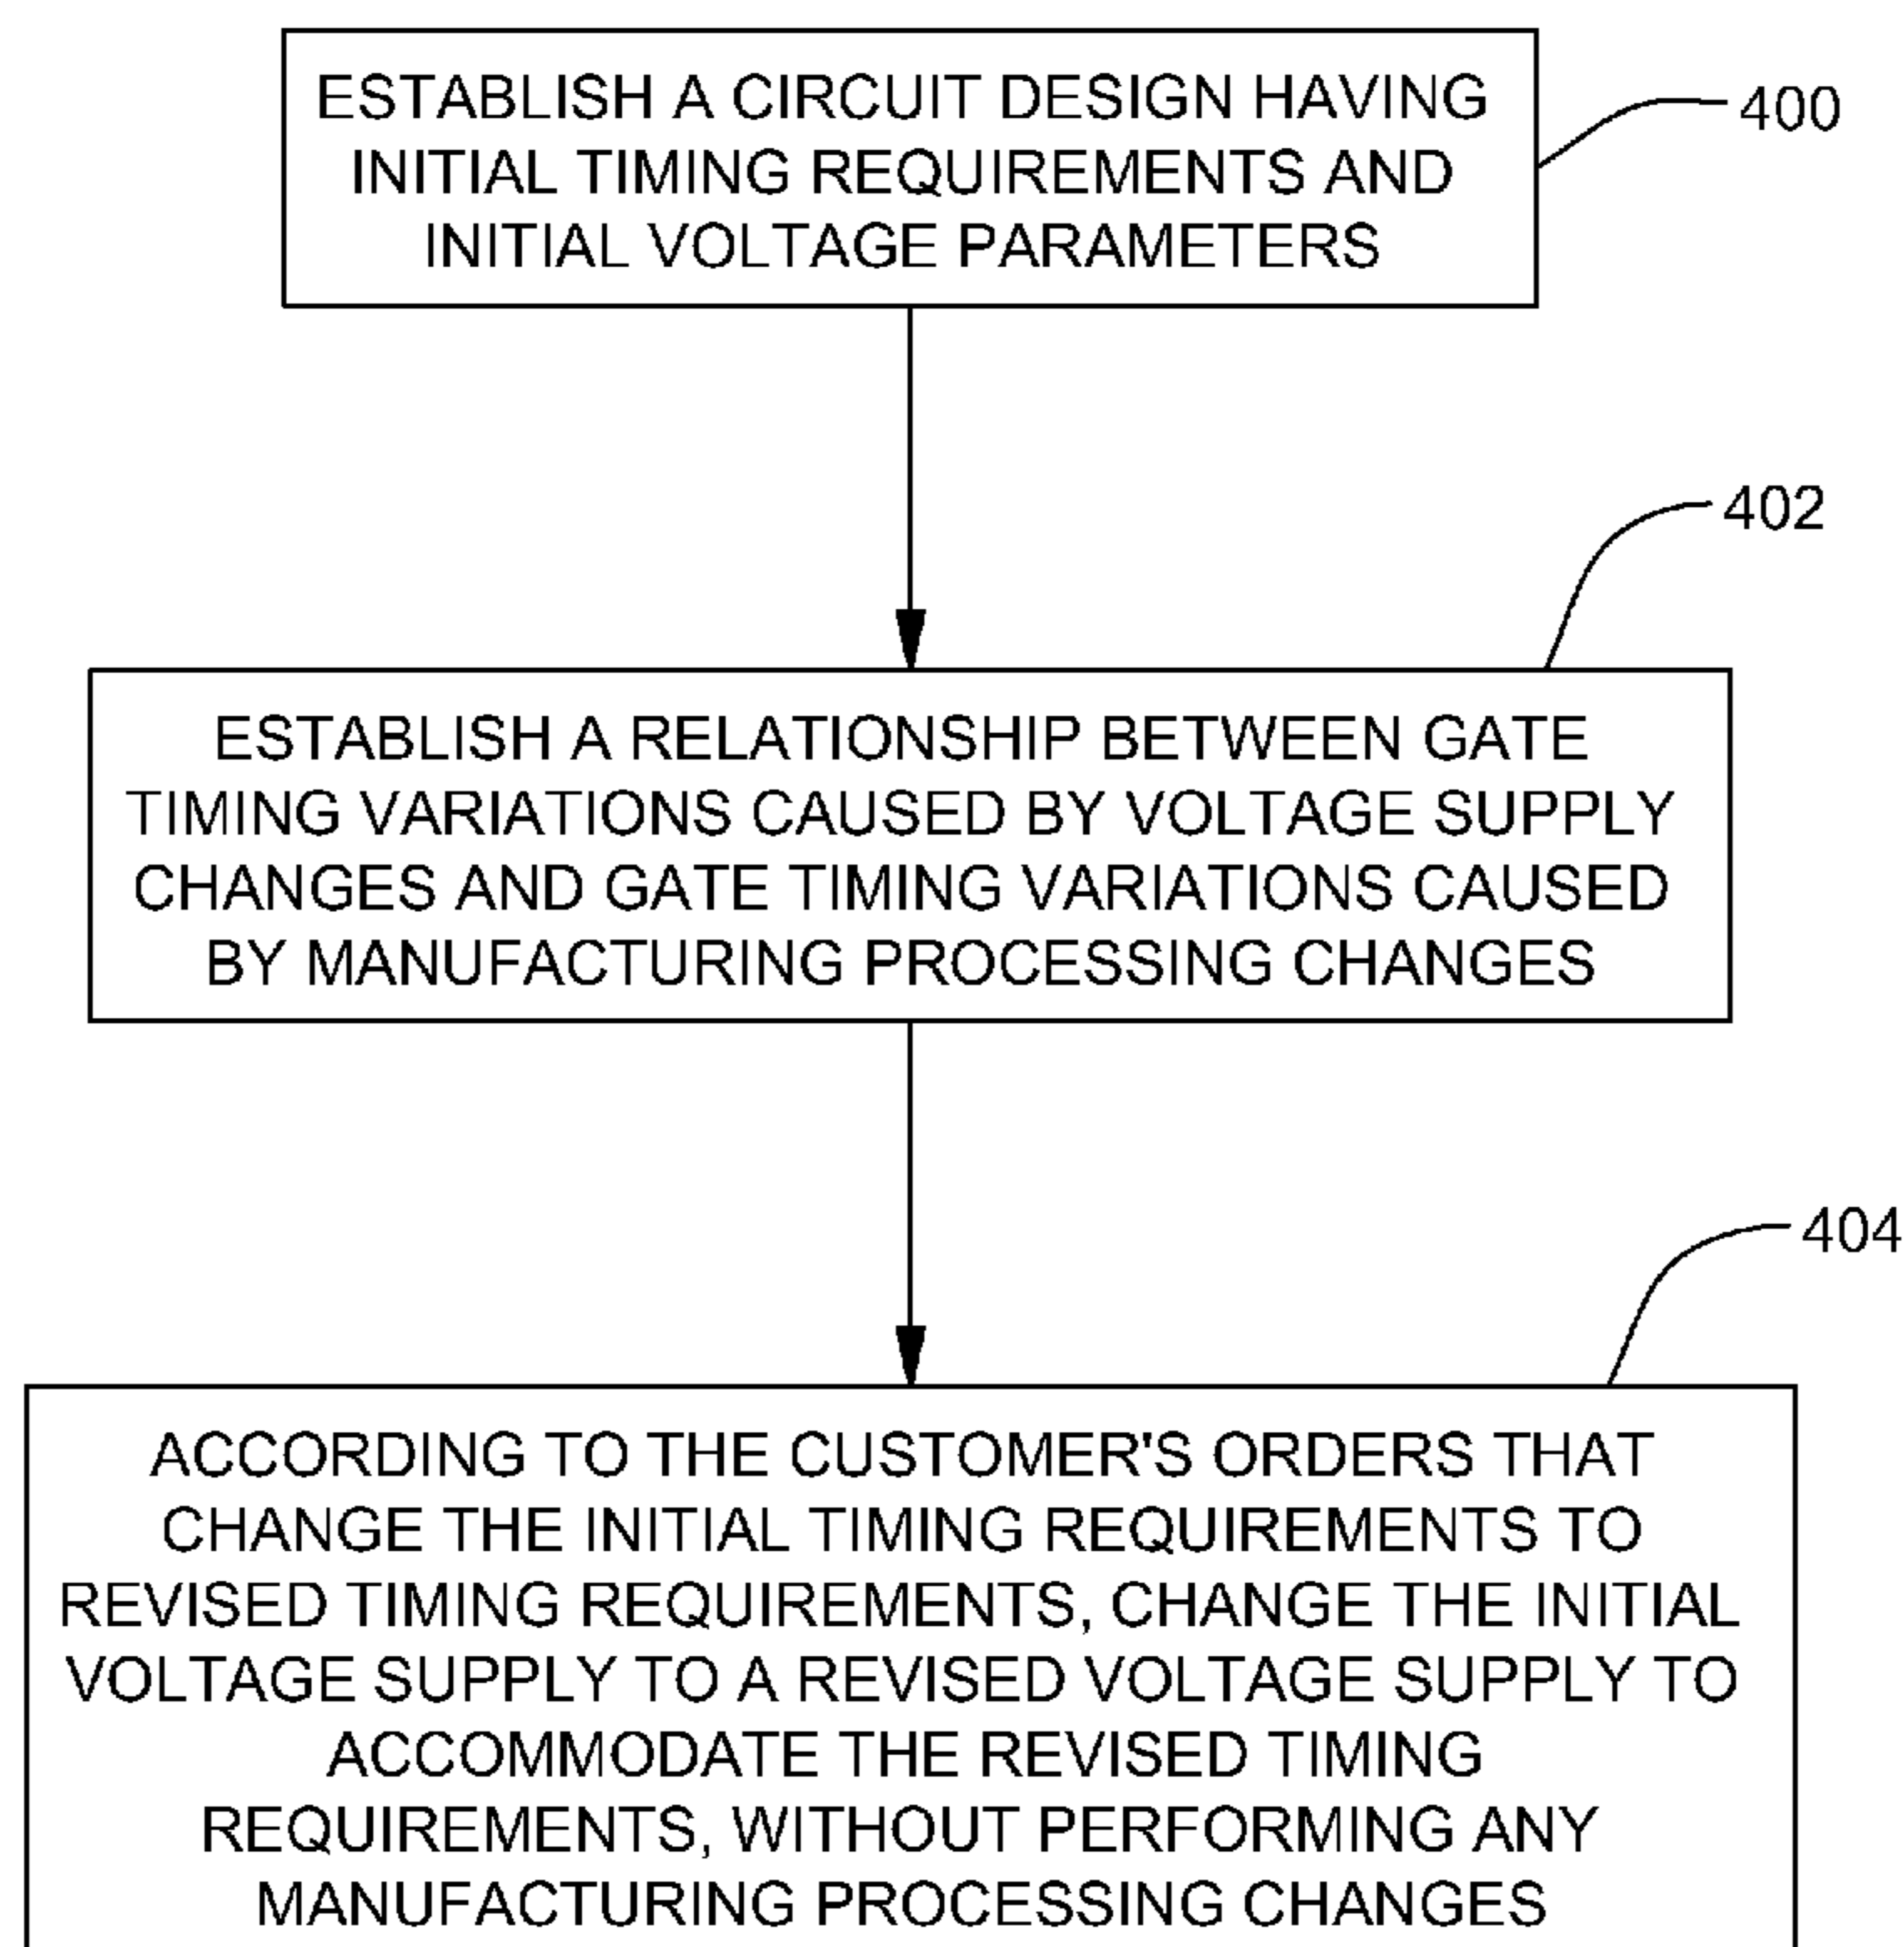 ESTABLISH A CIRCUIT DESIGN HAVING
INITIAL TIMING REQUIREMENTS AND
INITIAL VOLTAGE PARAMETERS
400
402
ESTABLISH A RELATIONSHIP BETWEEN GATE
TIMING VARIATIONS CAUSED BY VOLTAGE SUPPLY
CHANGES AND GATE TIMING VARIATIONS CAUSED
BY MANUFACTURING PROCESSING CHANGES
404
ACCORDING TO THE CUSTOMER'S ORDERS THAT
CHANGE THE INITIAL TIMING REQUIREMENTS TO
REVISED TIMING REQUIREMENTS, CHANGE THE INITIAL
VOLTAGE SUPPLY TO A REVISED VOLTAGE SUPPLY TO
ACCOMMODATE THE REVISED TIMING
REQUIREMENTS, WITHOUT PERFORMING ANY
MANUFACTURING PROCESSING CHANGES